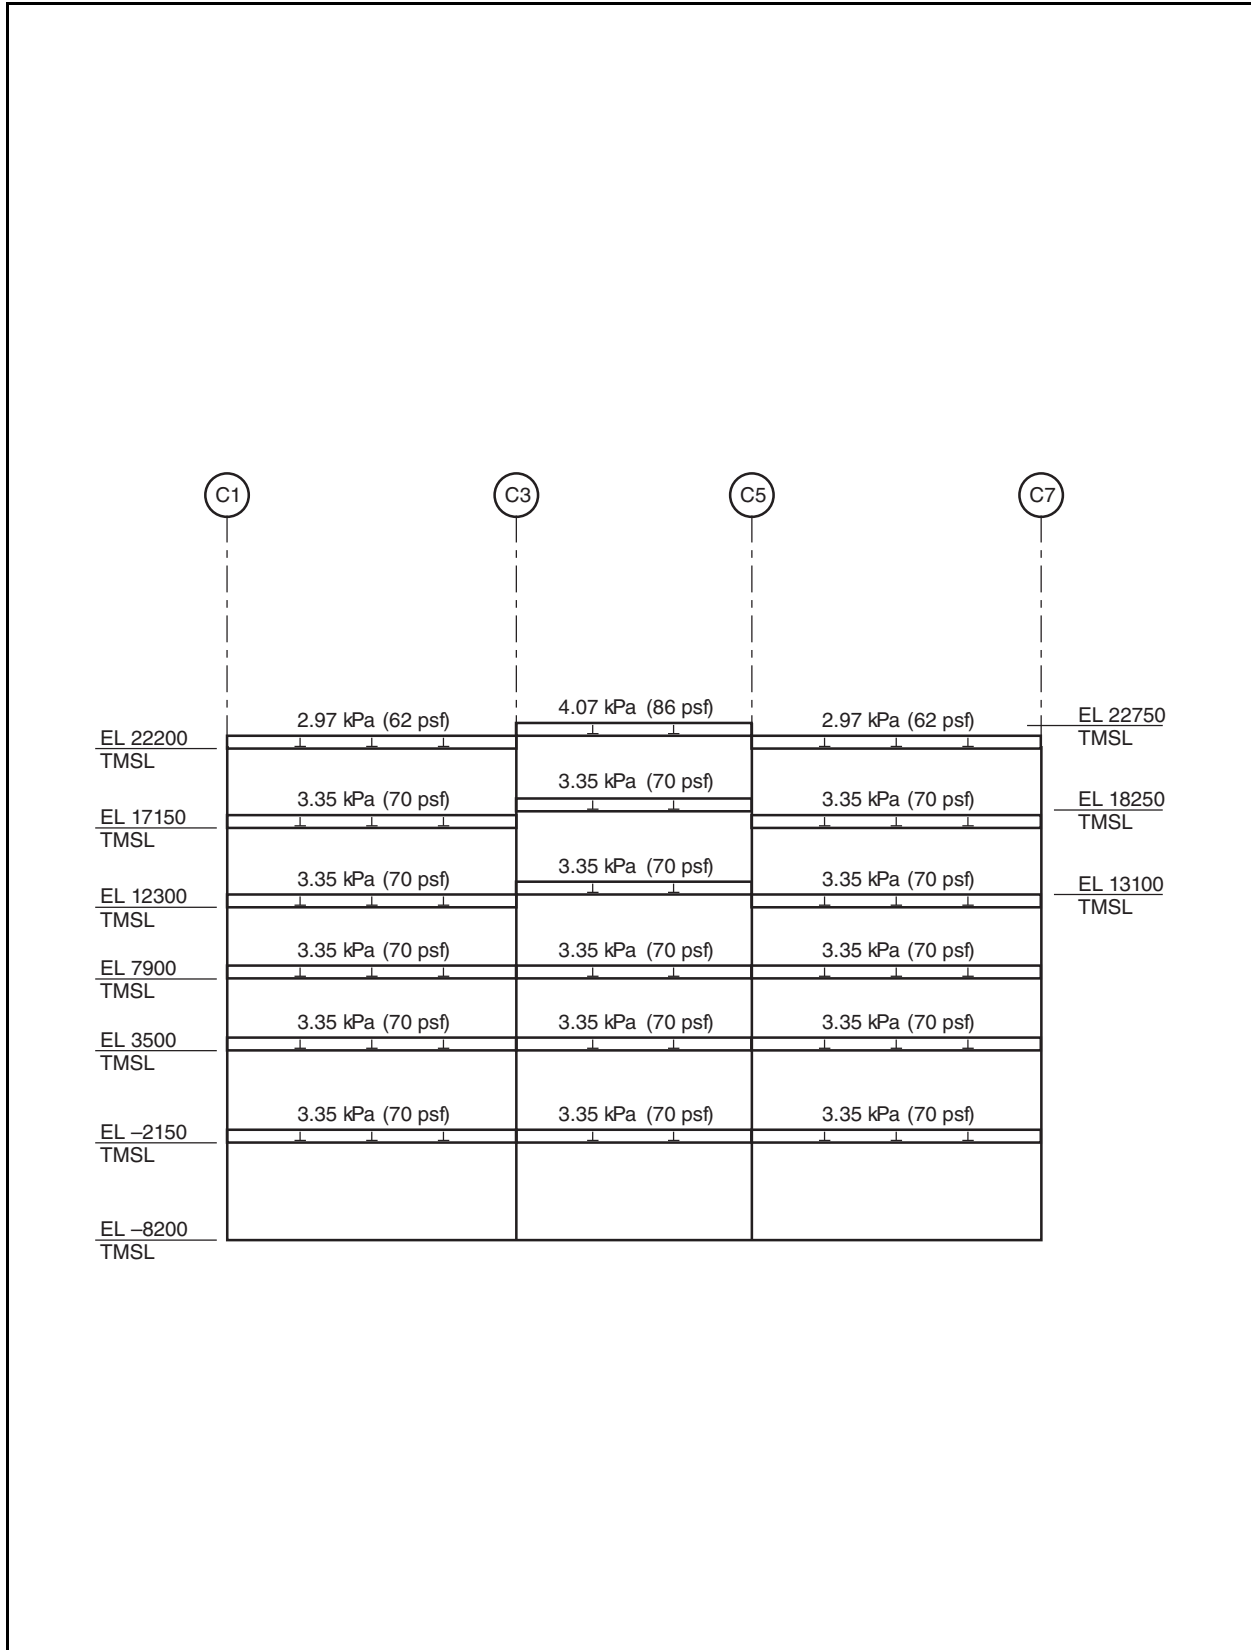 C1 C3 C5 C7
4.07 kPa (86 psf)
2.97 kPa (62 psf) 2.97 kPa (62 psf)
EL 22750
TMSL
EL 22200
TMSL
3.35 kPa (70 psf)
3.35 kPa (70 psf) 3.35 kPa (70 psf)
EL 18250
TMSL
EL 17150
TMSL
3.35 kPa (70 psf)
3.35 kPa (70 psf) 3.35 kPa (70 psf)
EL 13100
TMSL
EL 12300
TMSL
3.35 kPa (70 psf) 3.35 kPa (70 psf) 3.35 kPa (70 psf)
EL 7900
TMSL
3.35 kPa (70 psf) 3.35 kPa (70 psf) 3.35 kPa (70 psf)
EL 3500
TMSL
3.35 kPa (70 psf) 3.35 kPa (70 psf) 3.35 kPa (70 psf)
EL –2150
TMSL
EL –8200
TMSL